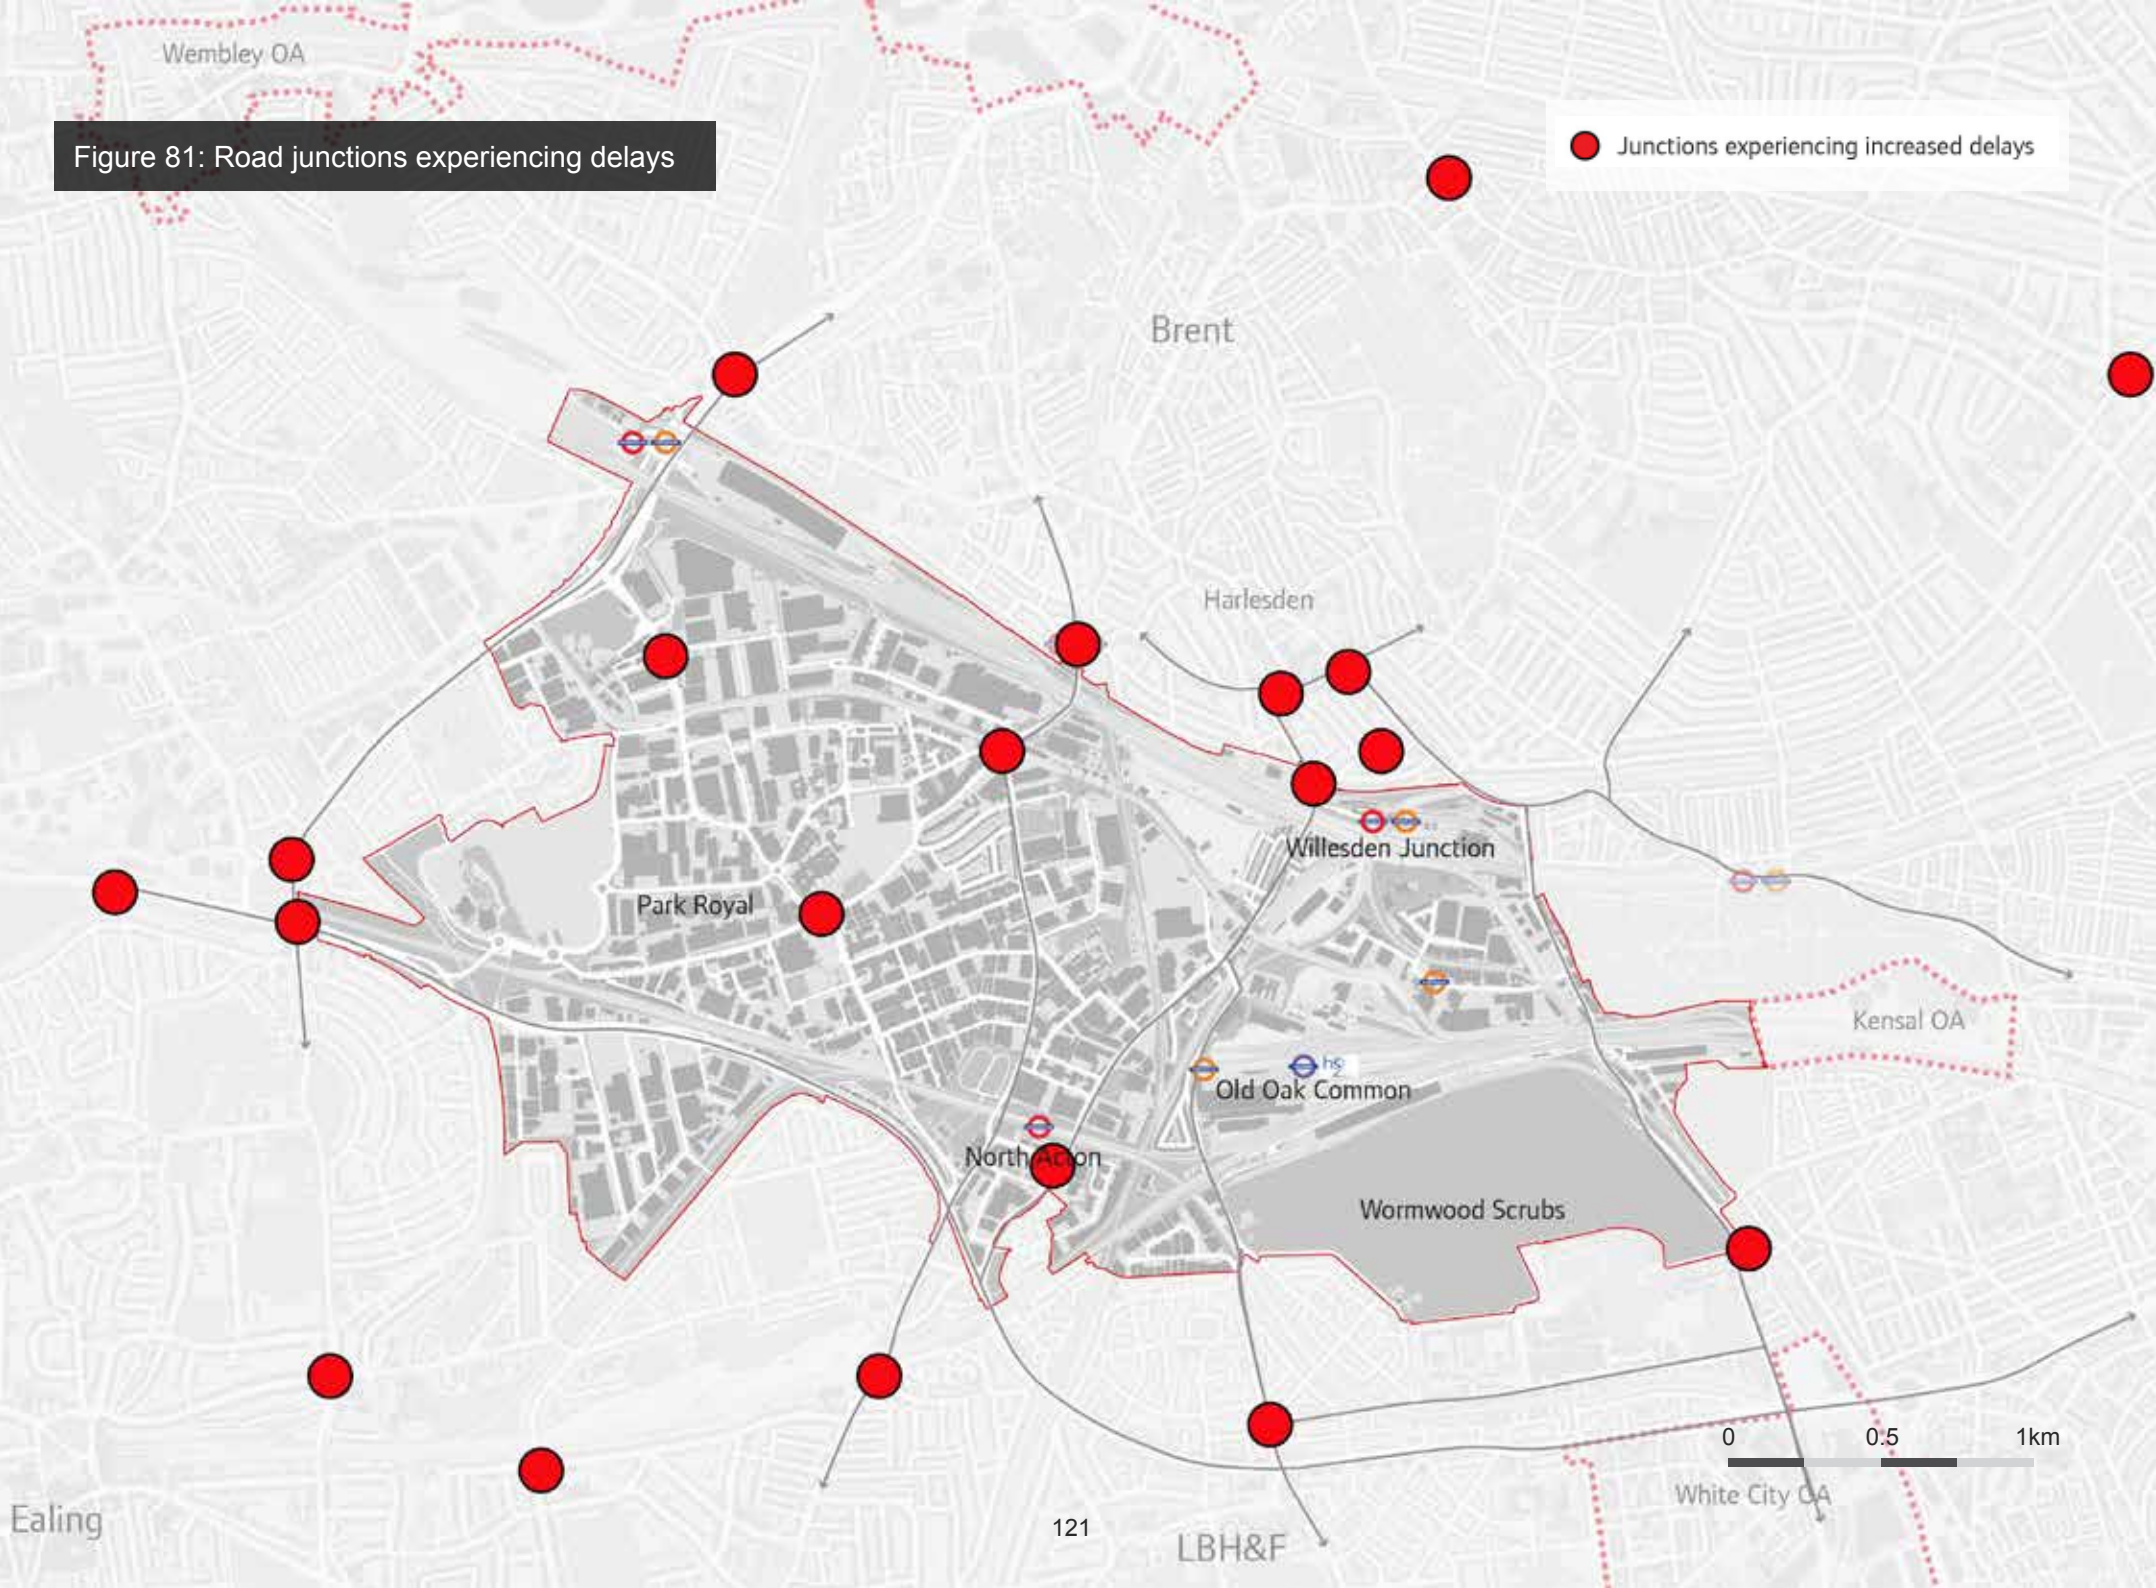 Wembley OA
Figure 81: Road junctions experiencing delays
Junctions experiencing increased delays
Brent
Harlesden
Willesden Junction
Park Royal
Kensal OA
hs2
Old Oak Common
North Acton
Wormwood Scrubs
0 0.5 1km
White City OA
Ealing
121
LBH&F